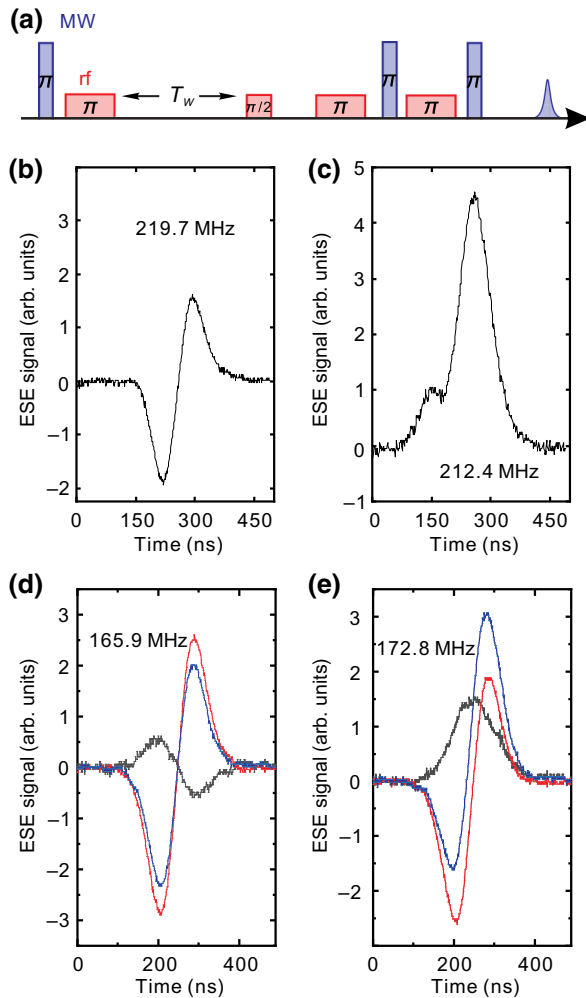 (a) MW
π rf π T_w π/2 π π π π
(b) (c)
ESE signal (arb. units) 3 2 1 0 −1 −2
219.7 MHz
0 150 300 450
Time (ns)
ESE signal (arb. units) 5 4 3 2 1 0 −1
212.4 MHz
0 150 300 450
Time (ns)
(d) (e)
ESE signal (arb. units) 3 2 1 0 −1 −2 −3
165.9 MHz
0 200 400
Time (ns)
ESE signal (arb. units) 3 2 1 0 −1 −2
172.8 MHz
0 200 400
Time (ns)